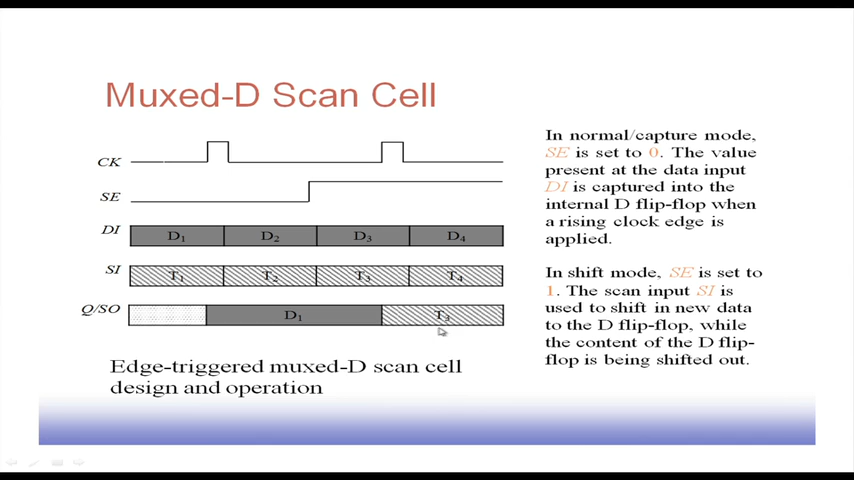 Muxed-D Scan Cell
CK
SE
DI D1 D2 D3 D4
SI T1 T2 T3 T4
Q/SO D1 T3
Edge-triggered muxed-D scan cell
design and operation
In normal/capture mode,
SE is set to 0. The value
present at the data input
DI is captured into the
internal D flip-flop when
a rising clock edge is
applied.
In shift mode, SE is set to
1. The scan input SI is
used to shift in new data
to the D flip-flop, while
the content of the D flip-
flop is being shifted out.